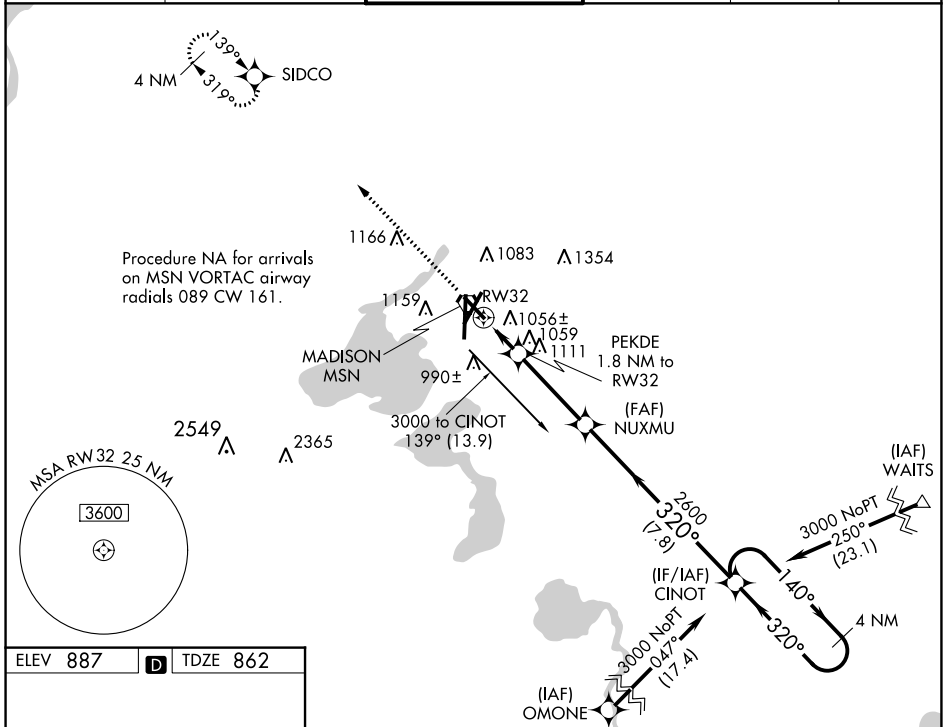 139°
319°
4 NM
SIDCO
Procedure NA for arrivals
on MSN VORTAC airway
radials 089 CW 161.
1166
1083
1354
1159
RW32
1056±
1059
1111
MADISON
MSN
990±
PEKDE
1.8 NM to
RW32
3000 to CINOT
139° (13.9)
(FAF)
NUXMU
2549
2365
MSA RW32 25 NM
3600
(IAF)
WAITS
2600
320°
(7.8)
3000 NoPT
250°
(23.1)
(IF/IAF)
CINOT
140°
320°
4 NM
3000 NoPT
047°
(17.4)
(IAF)
OMONE
ELEV 887
D
TDZE 862